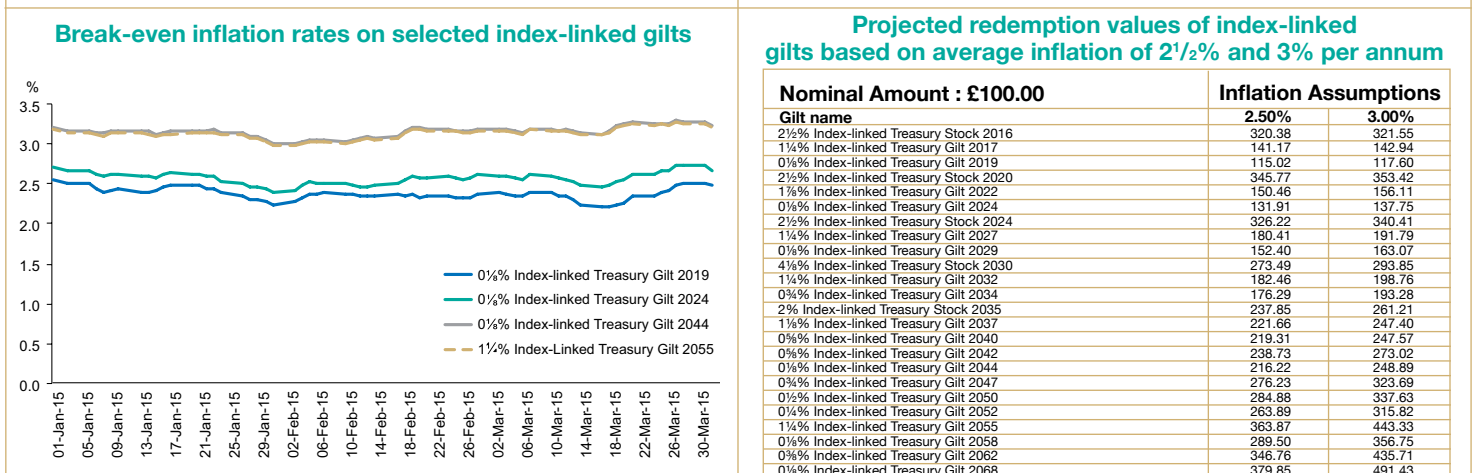 Break-even inflation rates on selected index-linked gilts
%
3.5
3.0
2.5
2.0
1.5
1.0
0.5
0.0
0⅛% Index-linked Treasury Gilt 2019
0⅛% Index-linked Treasury Gilt 2024
0⅛% Index-linked Treasury Gilt 2044
1¼% Index-Linked Treasury Gilt 2055
01-Jan-15
05-Jan-15
09-Jan-15
13-Jan-15
17-Jan-15
21-Jan-15
25-Jan-15
29-Jan-15
02-Feb-15
06-Feb-15
10-Feb-15
14-Feb-15
18-Feb-15
22-Feb-15
26-Feb-15
02-Mar-15
06-Mar-15
10-Mar-15
14-Mar-15
18-Mar-15
22-Mar-15
26-Mar-15
30-Mar-15
Projected redemption values of index-linked
gilts based on average inflation of 2½% and 3% per annum
Nominal Amount : £100.00 Inflation Assumptions
Gilt name 2.50% 3.00%
2½% Index-linked Treasury Stock 2016 320.38 321.55
1¼% Index-linked Treasury Gilt 2017 141.17 142.94
0⅛% Index-linked Treasury Gilt 2019 115.02 117.60
2½% Index-linked Treasury Stock 2020 345.77 353.42
1⅞% Index-linked Treasury Gilt 2022 150.46 156.11
0⅛% Index-linked Treasury Gilt 2024 131.91 137.75
2½% Index-linked Treasury Stock 2024 326.22 340.41
1¼% Index-linked Treasury Gilt 2027 180.41 191.79
0⅛% Index-linked Treasury Gilt 2029 152.40 163.07
4⅛% Index-linked Treasury Stock 2030 273.49 293.85
1¼% Index-linked Treasury Gilt 2032 182.46 198.76
0¾% Index-linked Treasury Gilt 2034 176.29 193.28
2% Index-linked Treasury Stock 2035 237.85 261.21
1⅛% Index-linked Treasury Gilt 2037 221.66 247.40
0⅝% Index-linked Treasury Gilt 2040 219.31 247.57
0⅝% Index-linked Treasury Gilt 2042 238.73 273.02
0⅛% Index-linked Treasury Gilt 2044 216.22 248.89
0¾% Index-linked Treasury Gilt 2047 276.23 323.69
0½% Index-linked Treasury Gilt 2050 284.88 337.63
0¼% Index-linked Treasury Gilt 2052 263.89 315.82
1¼% Index-linked Treasury Gilt 2055 363.87 443.33
0⅛% Index-linked Treasury Gilt 2058 289.50 356.75
0⅜% Index-linked Treasury Gilt 2062 346.76 435.71
0⅛% Index-linked Treasury Gilt 2068 379.85 491.43